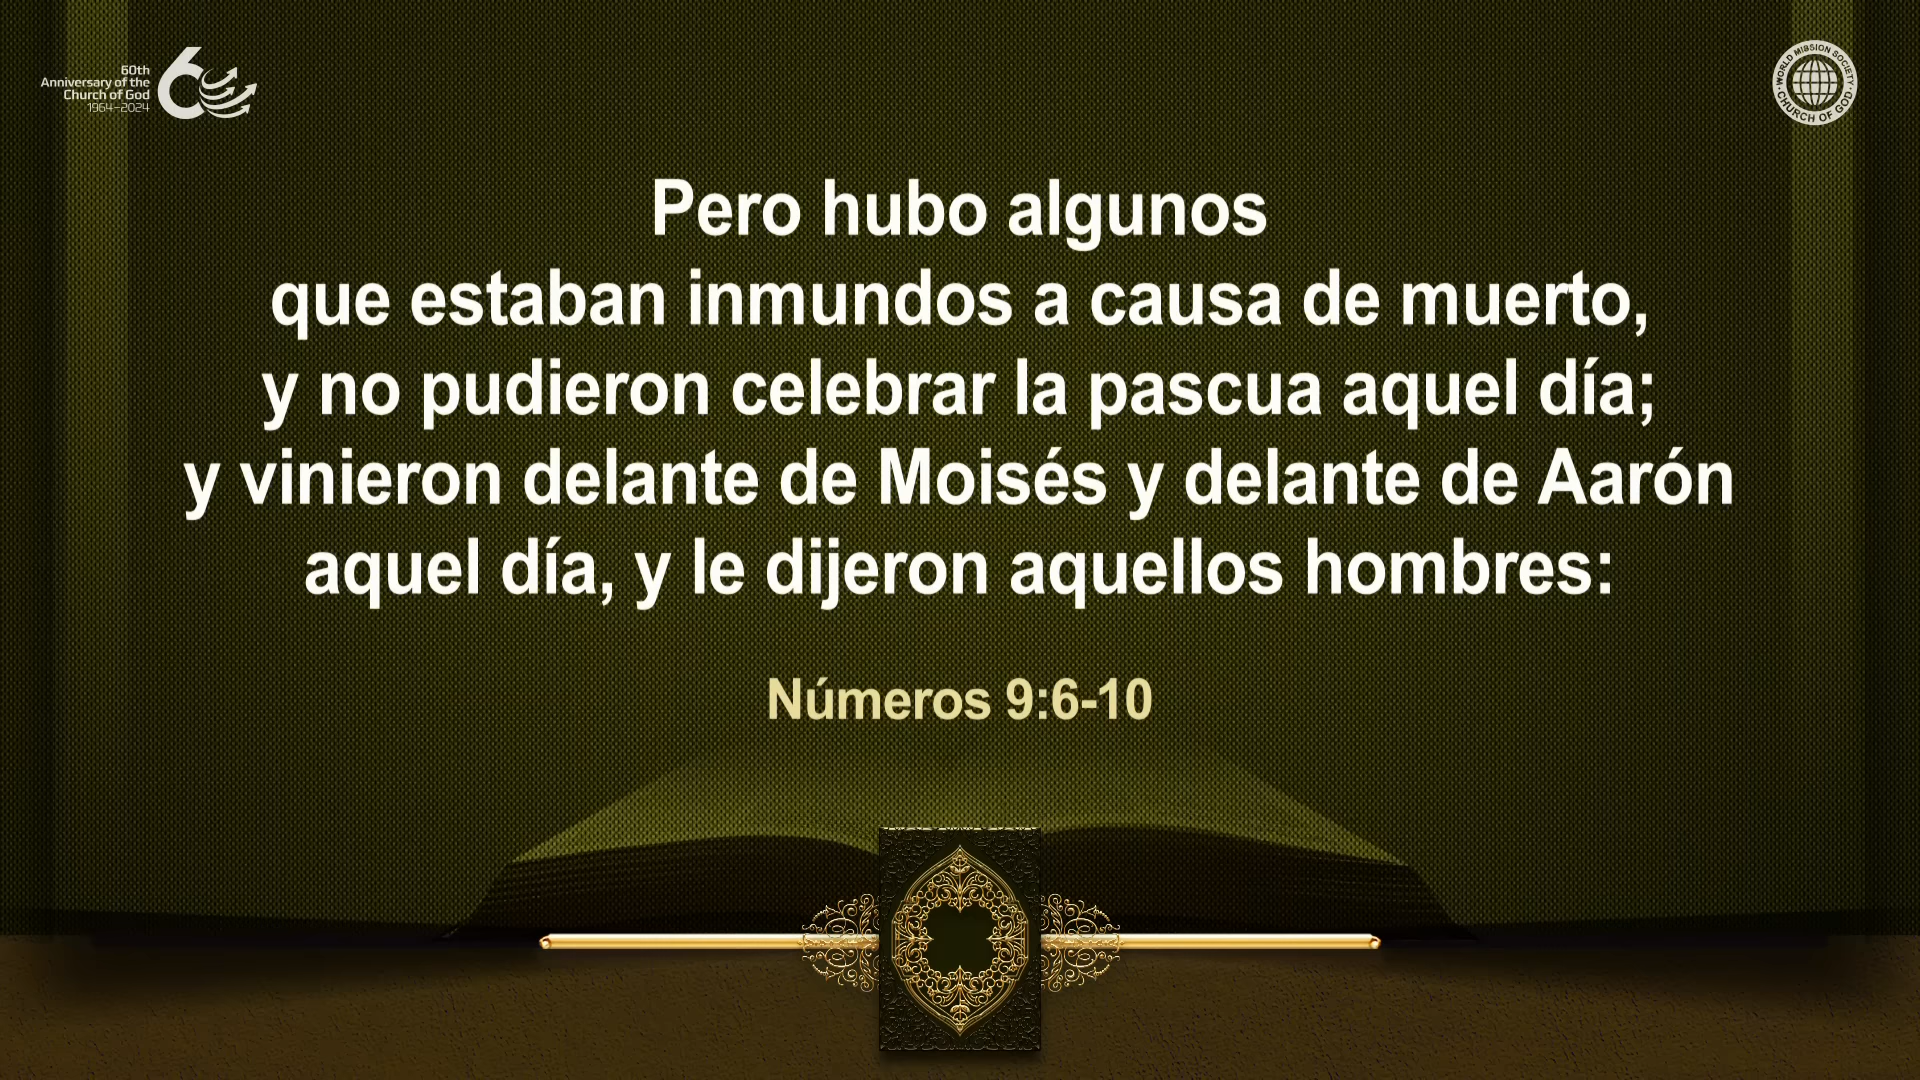 60th
Anniversary of the
Church of God
1964–2024
WORLD MISSION SOCIETY
CHURCH OF GOD
Pero hubo algunos
que estaban inmundos a causa de muerto,
y no pudieron celebrar la pascua aquel día;
y vinieron delante de Moisés y delante de Aarón
aquel día, y le dijeron aquellos hombres:
Números 9:6-10